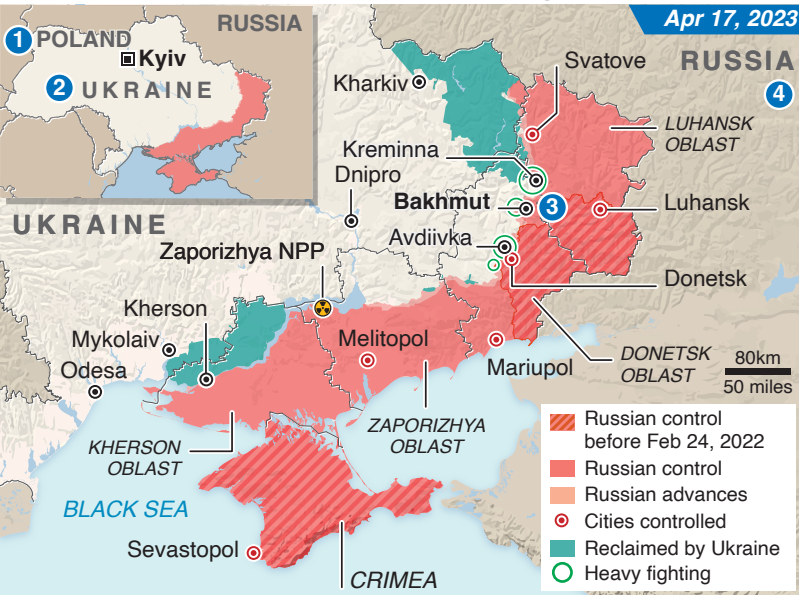 Apr 17, 2023
RUSSIA
1 POLAND
Kyiv
2 UKRAINE
Svatove
RUSSIA
4
Kharkiv
LUHANSK
OBLAST
Kreminna
Dnipro
Bakhmut
3
Luhansk
UKRAINE
Avdiivka
Zaporizhya NPP
Donetsk
Kherson
Mykolaiv
Melitopol
Odesa
Mariupol
DONETSK
OBLAST
80km
50 miles
ZAPORIZHYA
OBLAST
KHERSON
OBLAST
BLACK SEA
Sevastopol
CRIMEA
Russian control
before Feb 24, 2022
Russian control
Russian advances
Cities controlled
Reclaimed by Ukraine
Heavy fighting